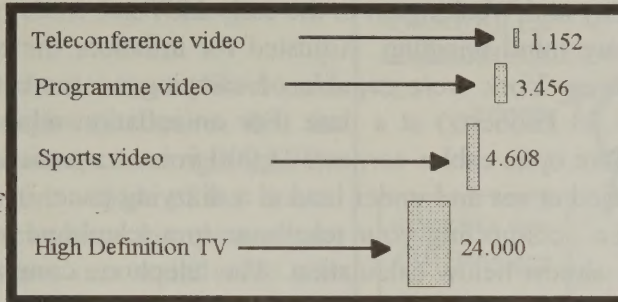 Teleconference video 1.152
Programme video 3.456
Sports video 4.608
High Definition TV 24.000